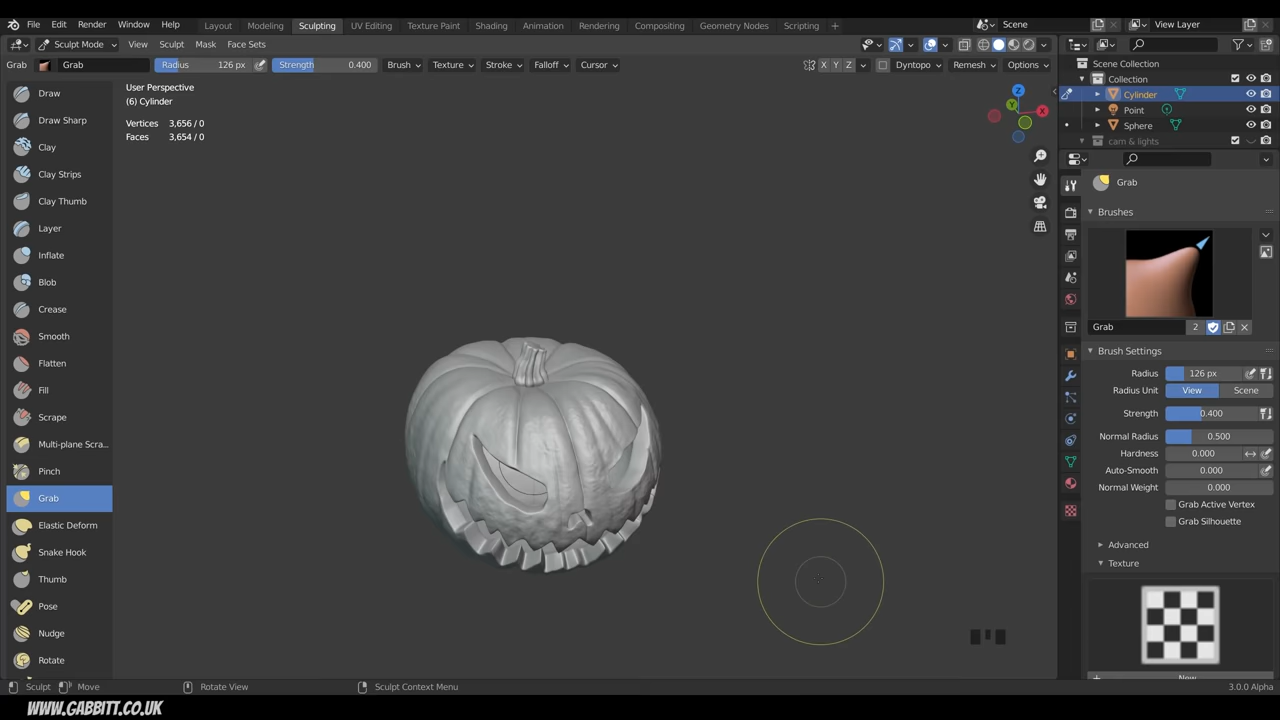 File Edit Render Window Help Layout Modeling Sculpting UV Editing Texture Paint Shading Animation Rendering Compositing Geometry Nodes Scripting + Scene View Layer
Sculpt Mode View Sculpt Mask Face Sets
Grab Grab Radius 126 px Strength 0.400 Brush Texture Stroke Falloff Cursor X Y Z Dyntopo Remesh Options
Draw
Draw Sharp
Clay
Clay Strips
Clay Thumb
Layer
Inflate
Blob
Crease
Smooth
Flatten
Fill
Scrape
Multi-plane Scra...
Pinch
Grab
Elastic Deform
Snake Hook
Thumb
Pose
Nudge
Rotate
User Perspective
(6) Cylinder
Vertices 3,656 / 0
Faces 3,654 / 0
Z
Y
X
Scene Collection
Collection
Cylinder
Point
Sphere
cam & lights
Grab
Brushes
Grab 2
Brush Settings
Radius 126 px
Radius Unit View Scene
Strength 0.400
Normal Radius 0.500
Hardness 0.000
Auto-Smooth 0.000
Normal Weight 0.000
Grab Active Vertex
Grab Silhouette
Advanced
Texture
Sculpt Move Rotate View Sculpt Context Menu 3.0.0 Alpha
WWW.GABBITT.CO.UK